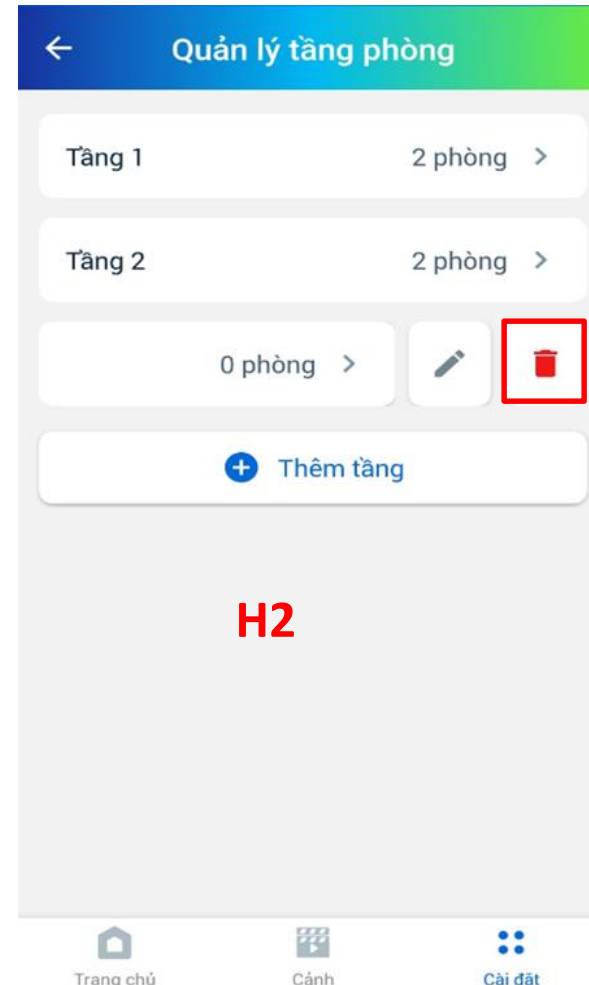 Quản lý tầng phòng
Tầng 1 2 phòng
Tầng 2 2 phòng
0 phòng
Thêm tầng
H2
Trang chủ Cảnh Cài đặt